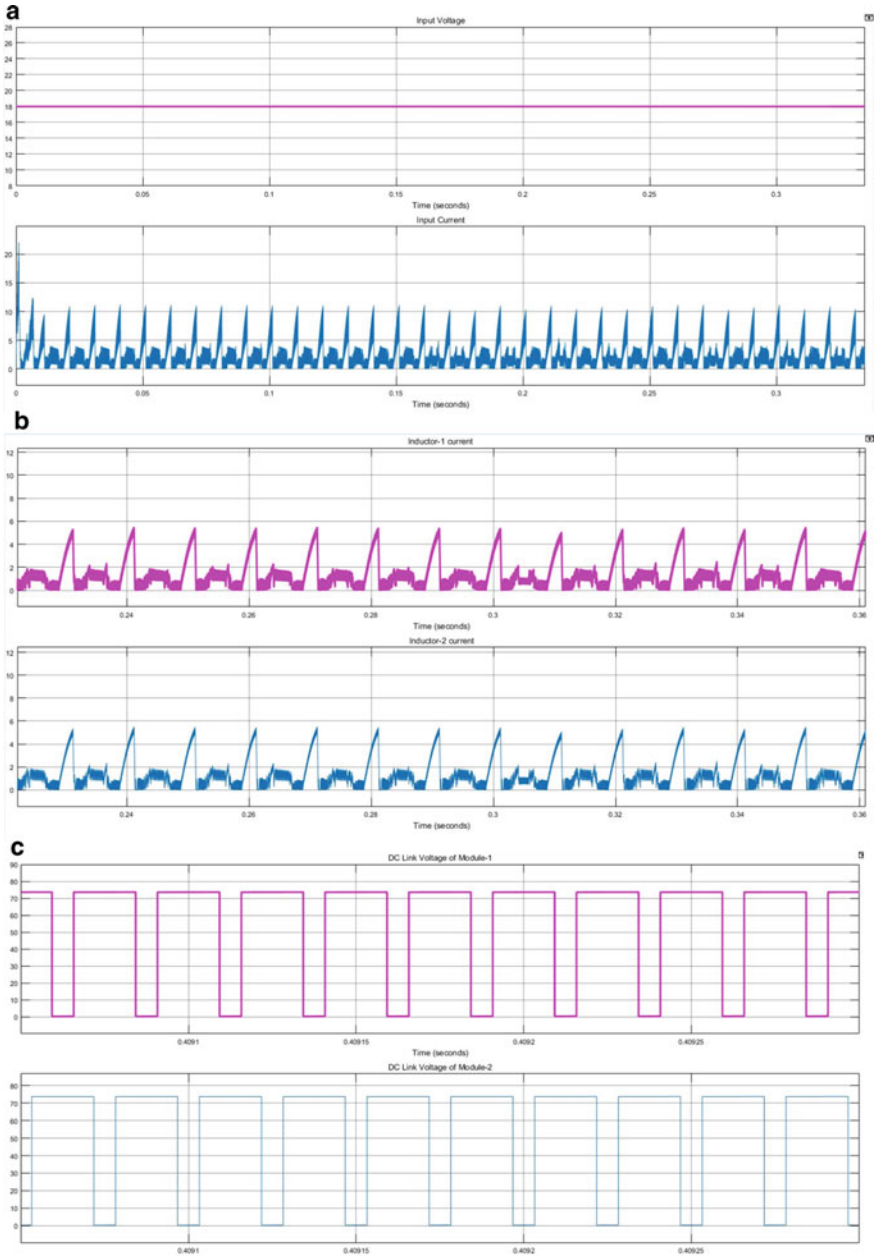 a
Input Voltage
28
26
24
22
20
18
16
14
12
10
8
0 0.05 0.1 0.15 0.2 0.25 0.3
Time (seconds)
Input Current
20
15
10
5
0
0 0.05 0.1 0.15 0.2 0.25 0.3
Time (seconds)
b
Inductor-1 current
12
10
8
6
4
2
0
0.24 0.26 0.28 0.3 0.32 0.34 0.36
Time (seconds)
Inductor-2 current
12
10
8
6
4
2
0
0.24 0.26 0.28 0.3 0.32 0.34 0.36
Time (seconds)
c
DC Link Voltage of Module-1
90
80
70
60
50
40
30
20
10
0
0.4091 0.40915 0.4092 0.40925
Time (seconds)
DC Link Voltage of Module-2
80
70
60
50
40
30
20
10
0
0.4091 0.40915 0.4092 0.40925